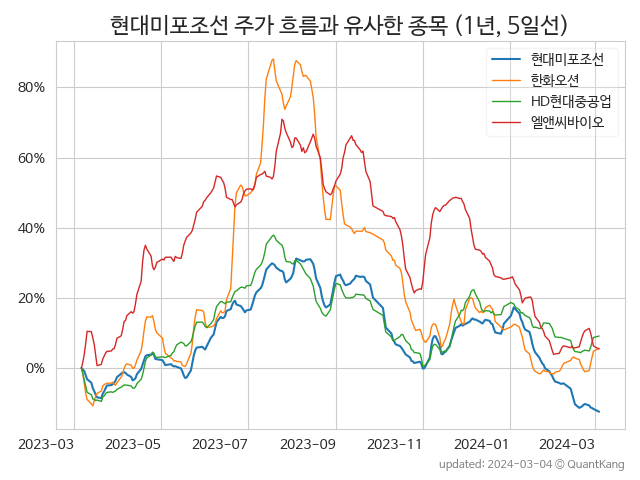 현대미포조선 주가 흐름과 유사한 종목 (1년, 5일선)
현대미포조선
한화오션
HD현대중공업
엘앤씨바이오
80%
60%
40%
20%
0%
2023-03 2023-05 2023-07 2023-09 2023-11 2024-01 2024-03
updated: 2024-03-04 © QuantKang